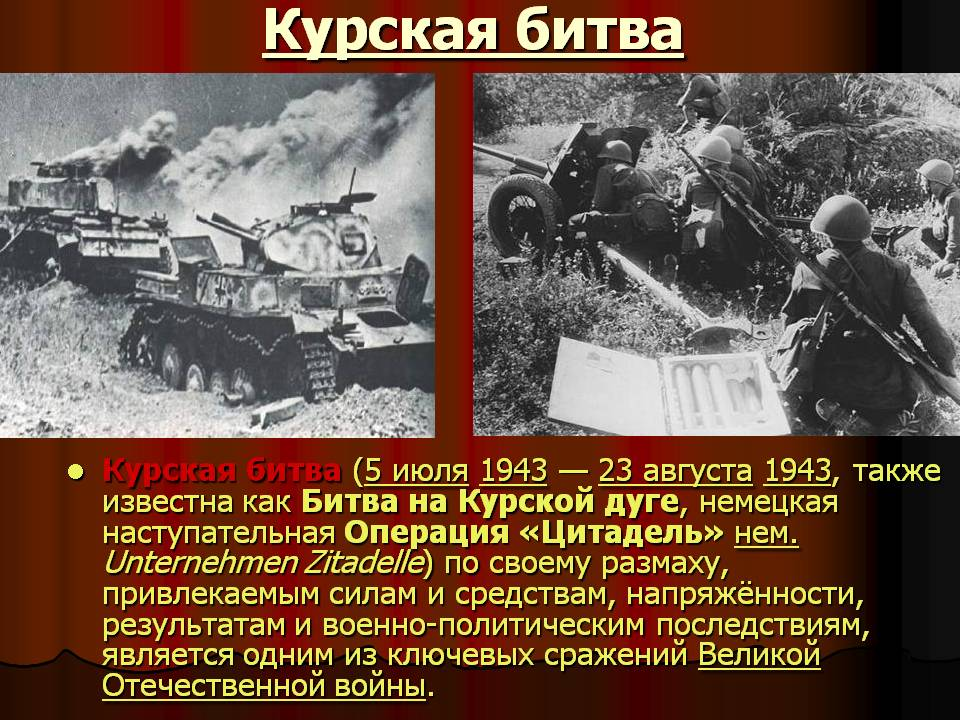 Курская битва
Курская битва (5 июля 1943 — 23 августа 1943, также
известна как Битва на Курской дуге, немецкая
наступательная Операция «Цитадель» нем.
Unternehmen Zitadelle) по своему размаху,
привлекаемым силам и средствам, напряжённости,
результатам и военно-политическим последствиям,
является одним из ключевых сражений Великой
Отечественной войны.